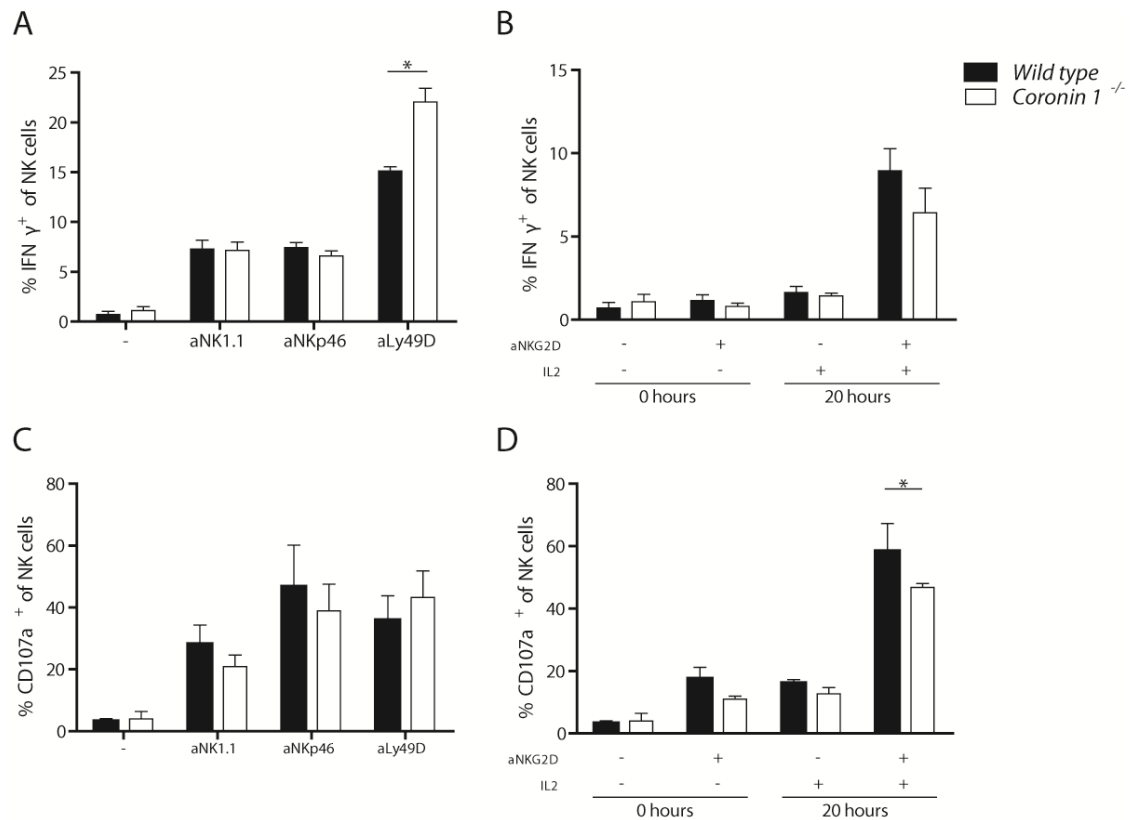 A
% IFN γ+ of NK cells
25
20
15
10
5
0
*
- aNK1.1 aNKp46 aLy49D
B
% IFN γ+ of NK cells
15
10
5
0
aNKG2D - + - +
IL2 - - + +
0 hours 20 hours
Wild type
Coronin 1 -/-
C
% CD107a + of NK cells
80
60
40
20
0
- aNK1.1 aNKp46 aLy49D
D
% CD107a + of NK cells
80
60
40
20
0
*
aNKG2D - + - +
IL2 - - + +
0 hours 20 hours